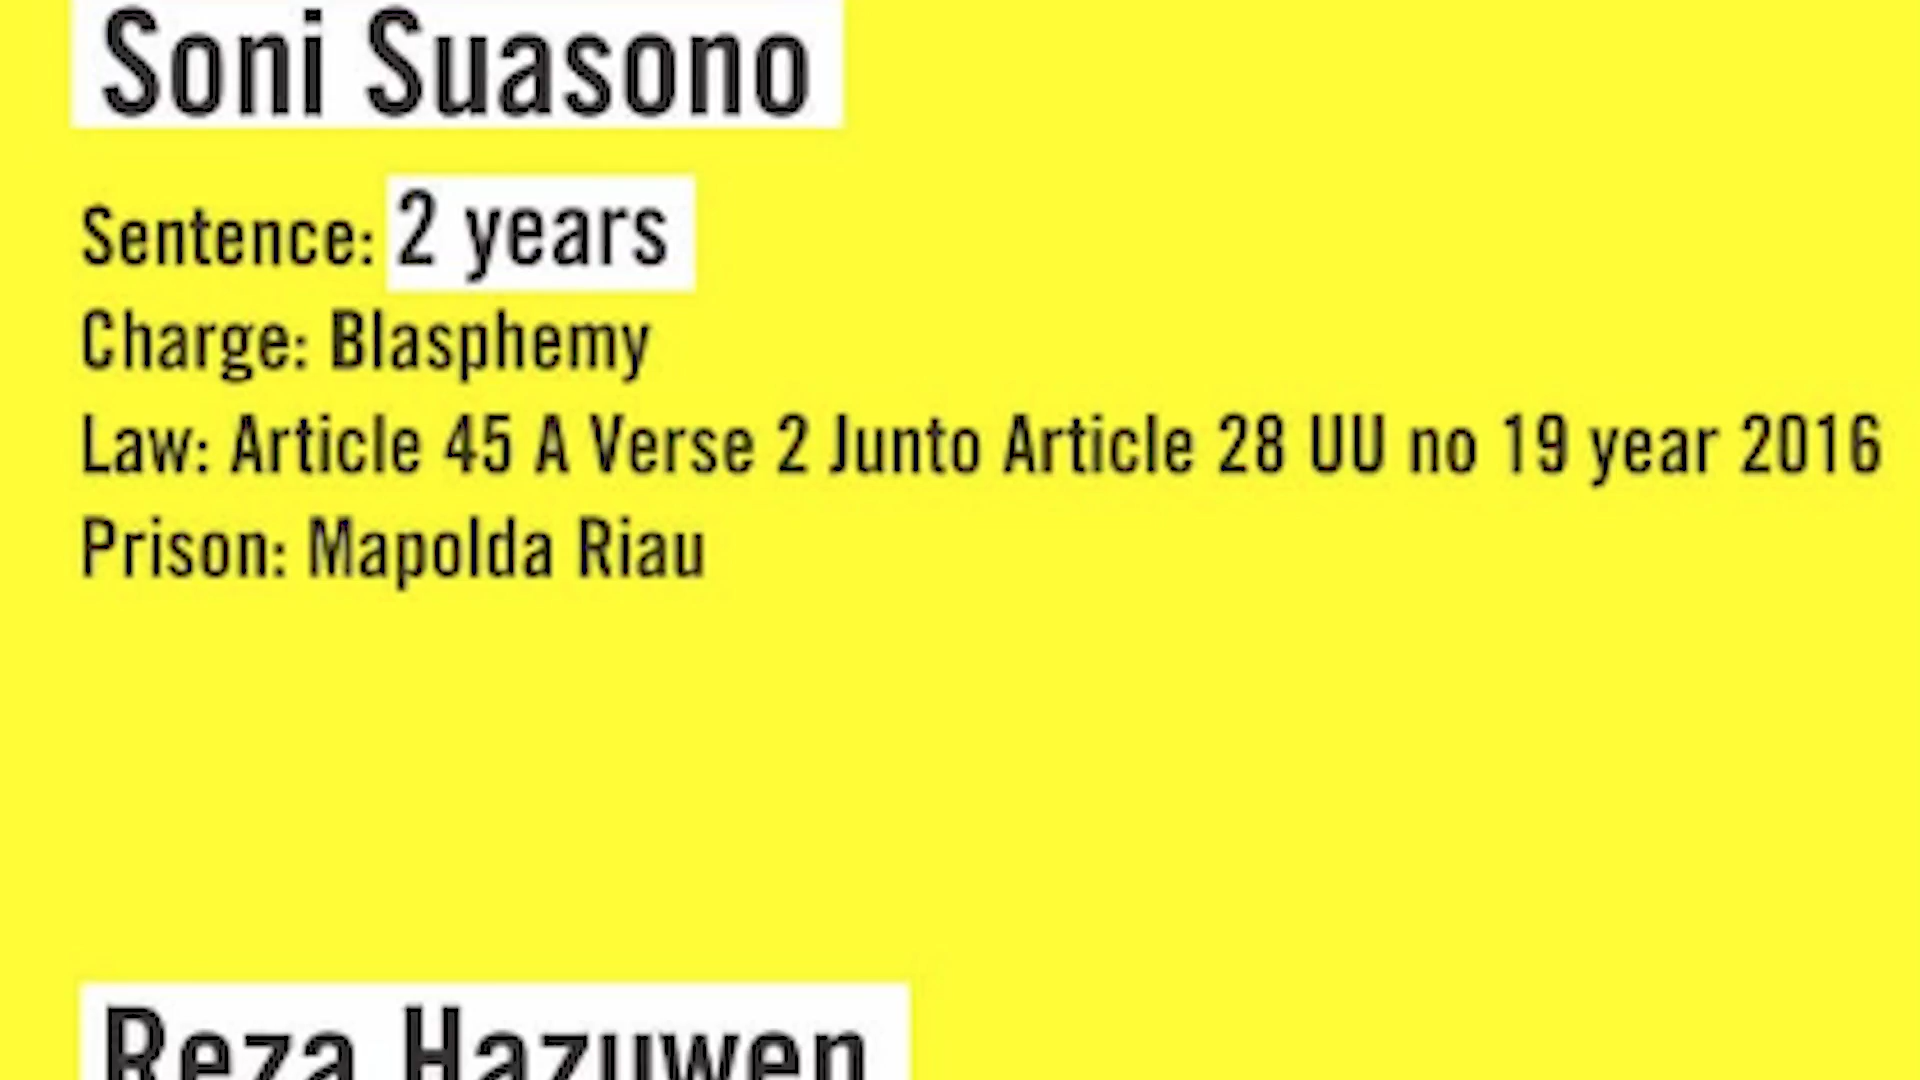 Soni Suasono
Sentence: 2 years
Charge: Blasphemy
Law: Article 45 A Verse 2 Junto Article 28 UU no 19 year 2016
Prison: Mapolda Riau
Reza Hazuwen